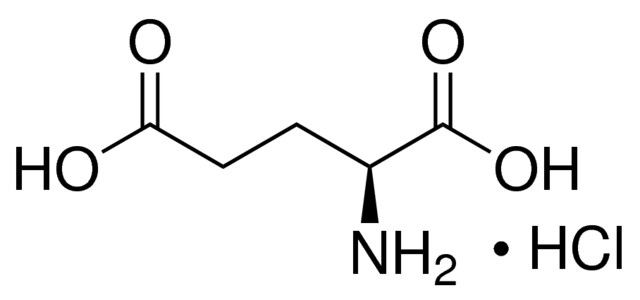 O O
HO OH
NH₂ • HCl